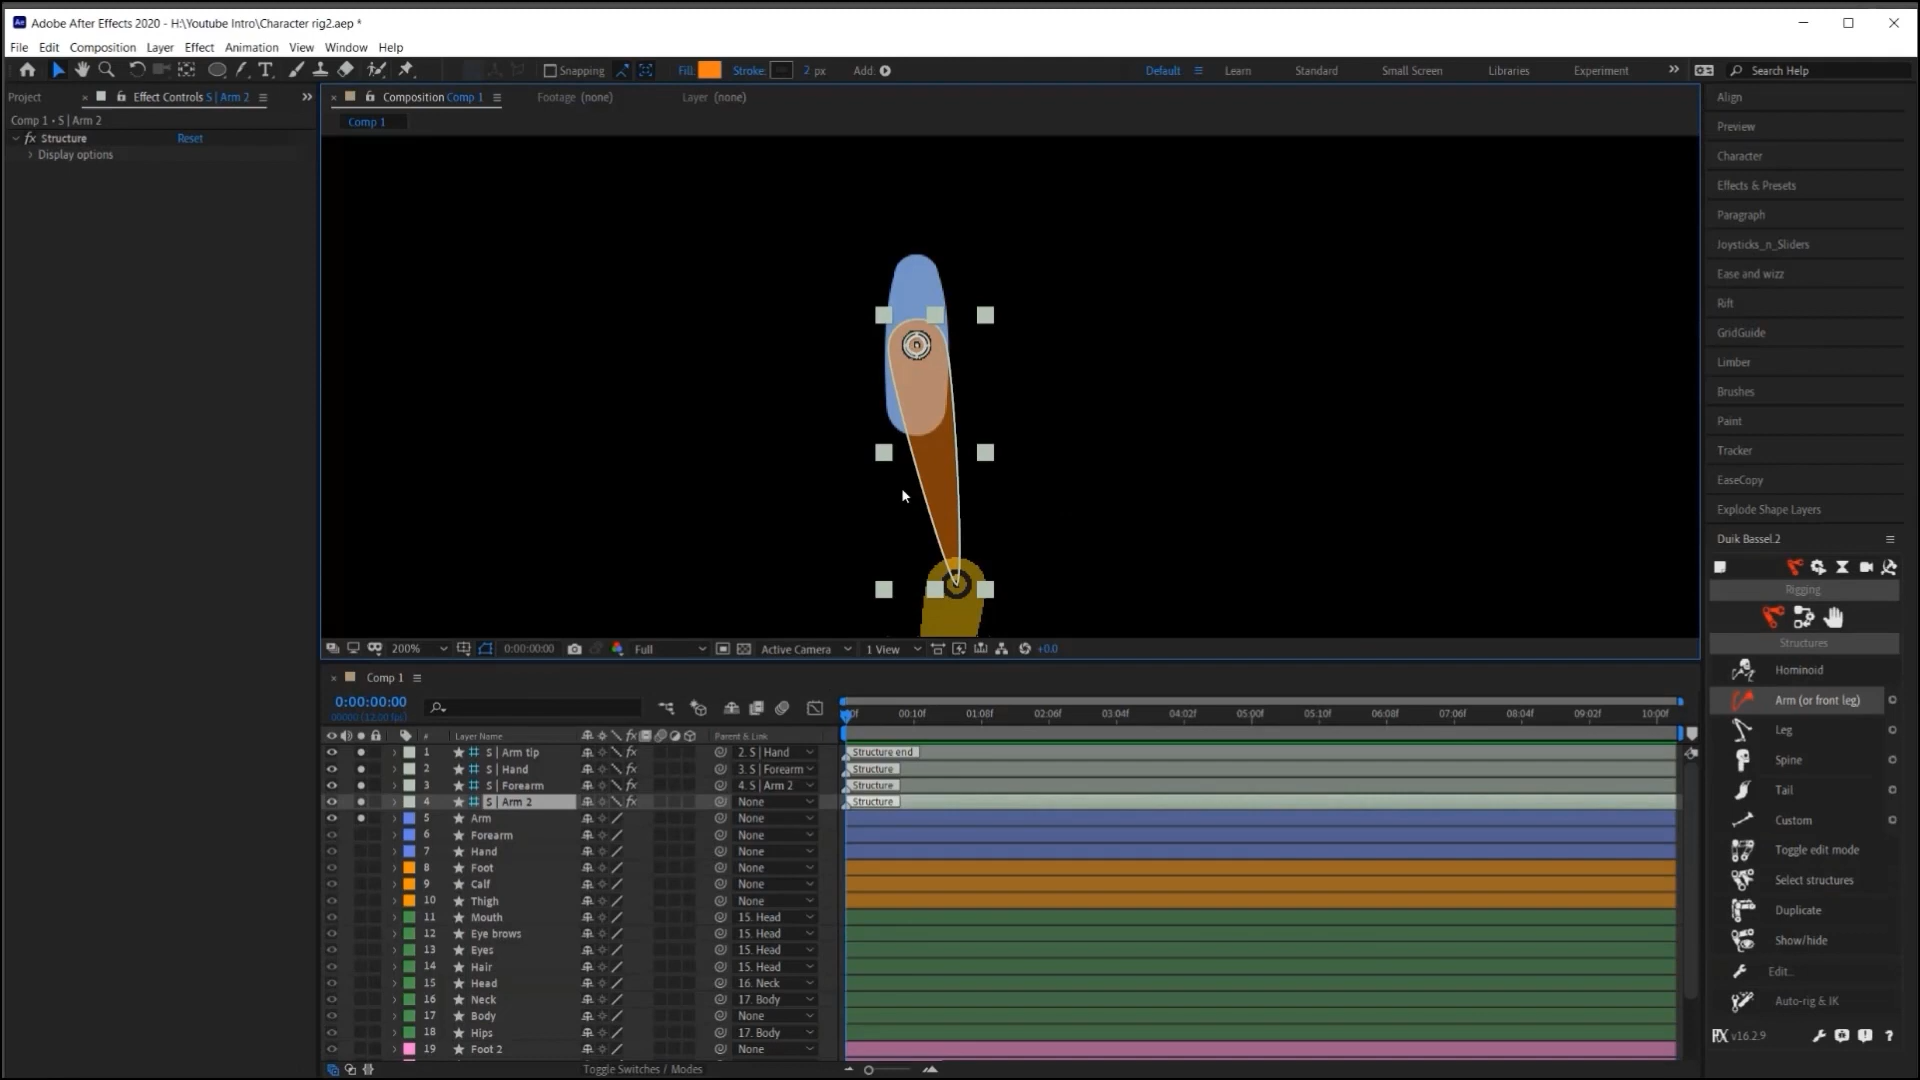 Adobe After Effects 2020 - H:\Youtube Intro\Character rig2.aep *
File Edit Composition Layer Effect Animation View Window Help
Snapping Fill: Stroke: 2 px Add: Default Learn Standard Small Screen Libraries Experiment Search Help
Project Effect Controls S | Arm 2
Composition Comp 1 Footage (none) Layer (none)
Comp 1 • S | Arm 2
Comp 1
fx Structure Reset
Display options
Align
Preview
Character
Effects & Presets
Paragraph
Joysticks_n_Sliders
Ease and wizz
Rift
GridGuide
Limber
Brushes
Paint
Tracker
EaseCopy
Explode Shape Layers
Duik Bassel.2
Rigging
Structures
Hominoid
Arm (or front leg)
Leg
Spine
Tail
Custom
Toggle edit mode
Select structures
Duplicate
Show/hide
Edit...
Auto-rig & IK
RX v16.2.9
200% 0:00:00:00 Full Active Camera 1 View +0.0
Comp 1
0:00:00:00
00000 (12.00 fps)
00f 00:10f 01:08f 02:06f 03:04f 04:02f 05:00f 05:10f 06:08f 07:06f 08:04f 09:02f 10:00f
# Layer Name Parent & Link
1 S | Arm tip 2. S | Hand Structure end
2 S | Hand 3. S | Forearm Structure
3 S | Forearm 4. S | Arm 2 Structure
4 S | Arm 2 None Structure
5 Arm None
6 Forearm None
7 Hand None
8 Foot None
9 Calf None
10 Thigh None
11 Mouth 15. Head
12 Eye brows 15. Head
13 Eyes 15. Head
14 Hair 15. Head
15 Head 16. Neck
16 Neck 17. Body
17 Body None
18 Hips 17. Body
19 Foot 2 None
Toggle Switches / Modes